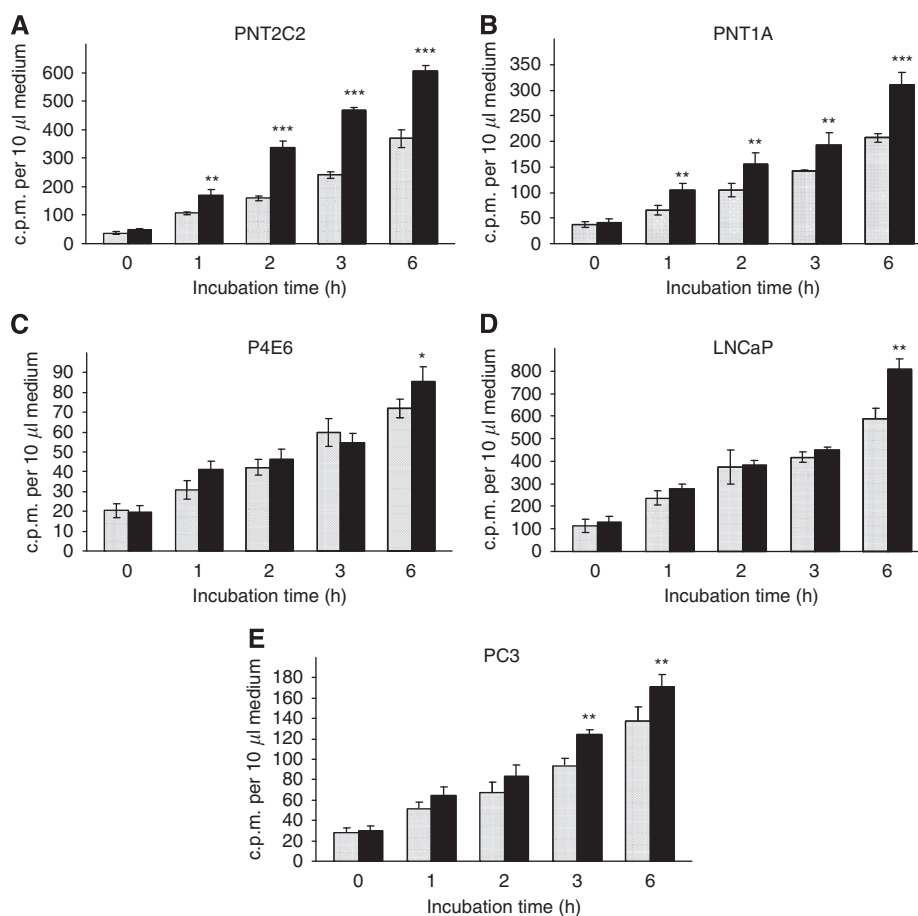 A
PNT2C2
c.p.m. per 10 μl medium
600
500
400
300
200
100
0
** *** *** ***
0 1 2 3 6
Incubation time (h)
B
PNT1A
c.p.m. per 10 μl medium
350
300
250
200
150
100
50
0
** ** ** ***
0 1 2 3 6
Incubation time (h)
C
P4E6
c.p.m. per 10 μl medium
90
80
70
60
50
40
30
20
10
0
*
0 1 2 3 6
Incubation time (h)
D
LNCaP
c.p.m. per 10 μl medium
800
700
600
500
400
300
200
100
0
**
0 1 2 3 6
Incubation time (h)
E
PC3
c.p.m. per 10 μl medium
180
160
140
120
100
80
60
40
20
0
** **
0 1 2 3 6
Incubation time (h)